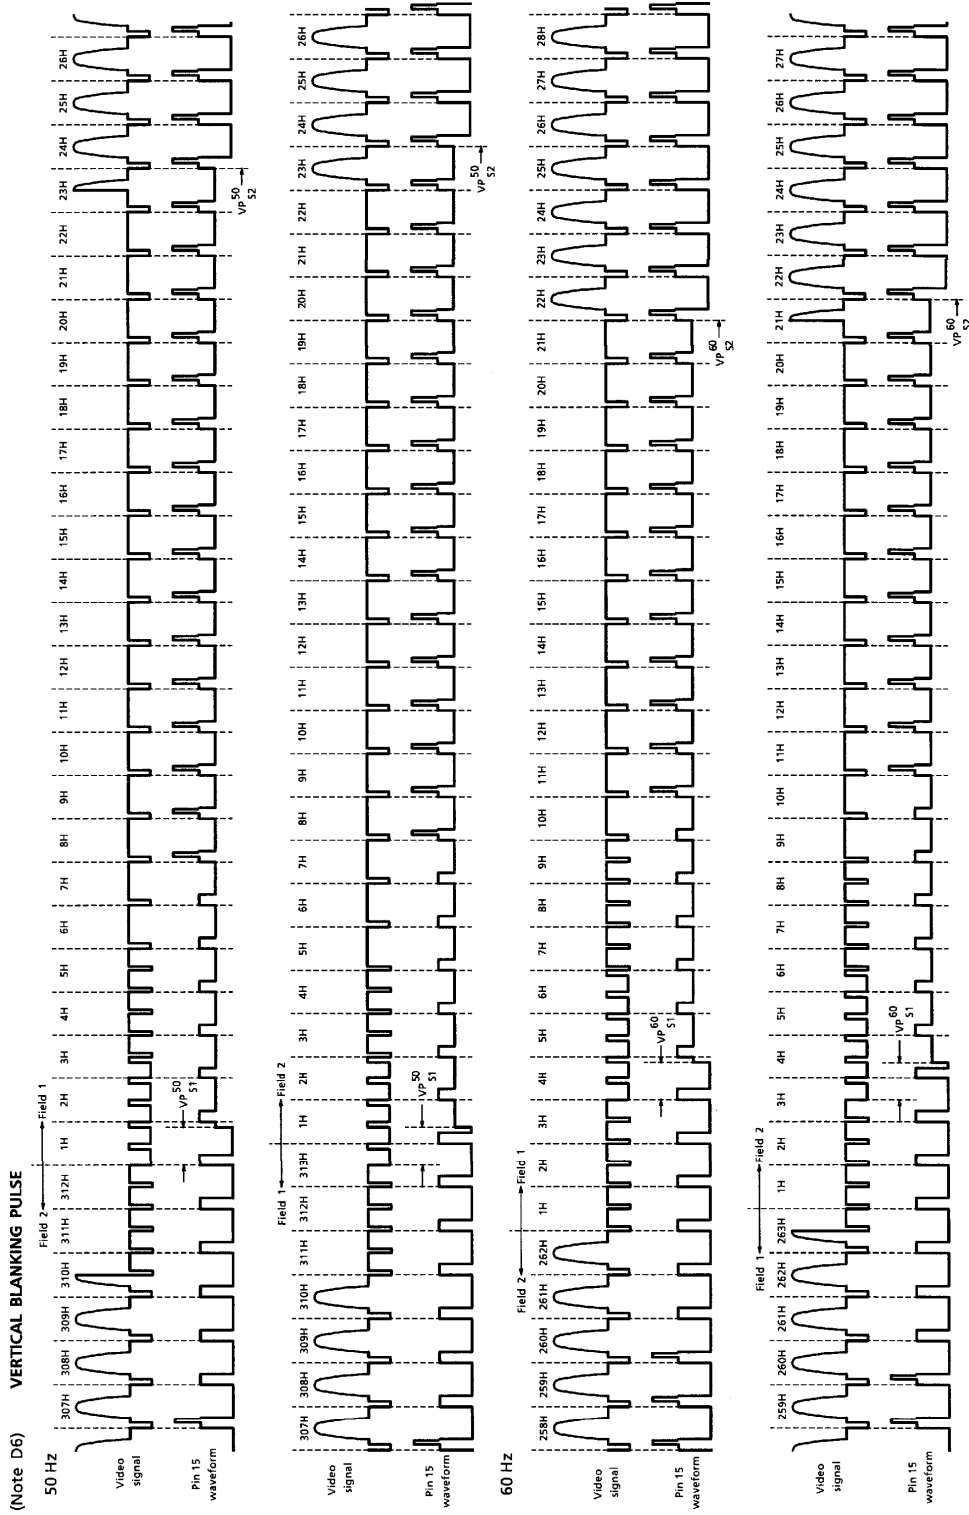 (Note D6) VERTICAL BLANKING PULSE
50 Hz
307H 308H 309H 310H 311H 312H 1H 2H 3H 4H 5H 6H 7H 8H 9H 10H 11H 12H 13H 14H 15H 16H 17H 18H 19H 20H 21H 22H 23H 24H 25H 26H
Field 2 Field 1
Video
signal
Pin 15
waveform
VP 50 S1
VP 50 S2
307H 308H 309H 310H 311H 312H 313H 1H 2H 3H 4H 5H 6H 7H 8H 9H 10H 11H 12H 13H 14H 15H 16H 17H 18H 19H 20H 21H 22H 23H 24H 25H 26H
Field 1 Field 2
Video
signal
Pin 15
waveform
VP 50 S1
VP 50 S2
60 Hz
258H 259H 260H 261H 262H 1H 2H 3H 4H 5H 6H 7H 8H 9H 10H 11H 12H 13H 14H 15H 16H 17H 18H 19H 20H 21H 22H 23H 24H 25H 26H 27H 28H
Field 2 Field 1
Video
signal
Pin 15
waveform
VP 60 S1
VP 60 S2
259H 260H 261H 262H 263H 1H 2H 3H 4H 5H 6H 7H 8H 9H 10H 11H 12H 13H 14H 15H 16H 17H 18H 19H 20H 21H 22H 23H 24H 25H 26H 27H
Field 1 Field 2
Video
signal
Pin 15
waveform
VP 60 S1
VP 60 S2